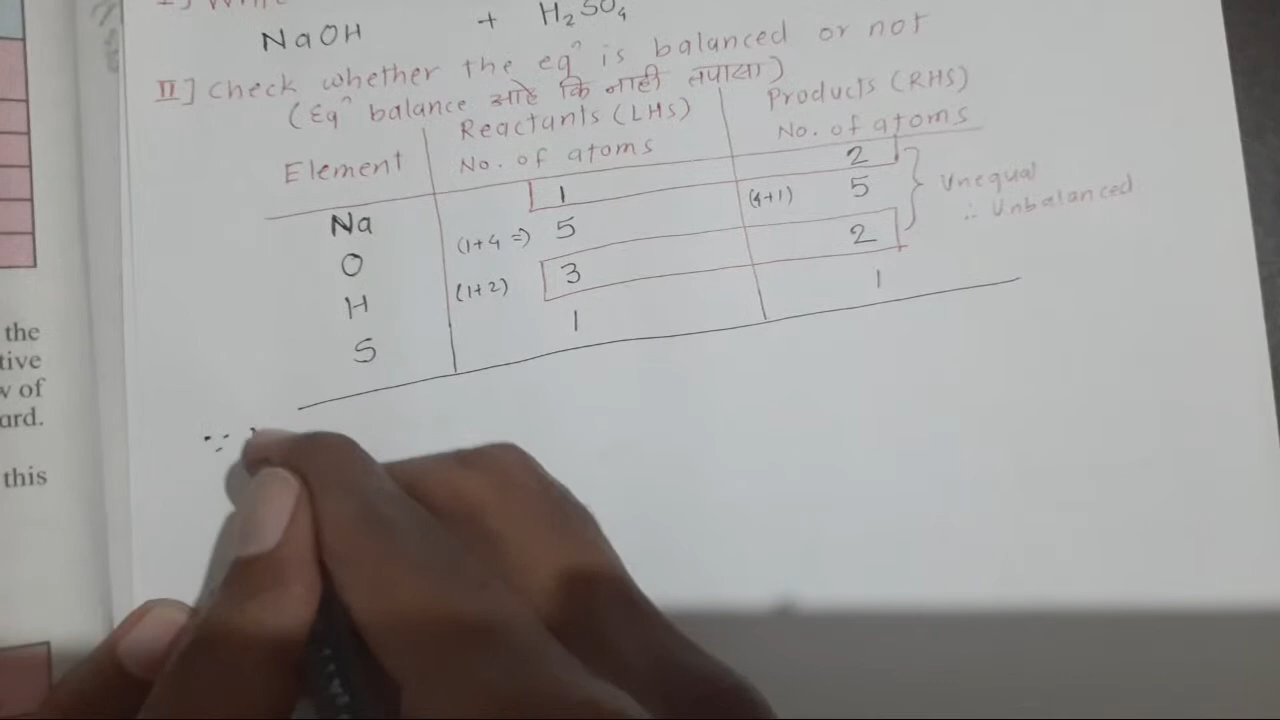 NaOH + H₂SO₄
II] Check whether the eqⁿ is balanced or not
(Eqⁿ balance आहे कि नाही तपासा)
Element Reactants (LHS) No. of atoms Products (RHS) No. of atoms
Na 1 2
O (1+4 =) 5 (4+1) 5
H (1+2) 3 2
S 1 1
Unequal
∴ Unbalanced
∵
the
tive
of
ard.
this